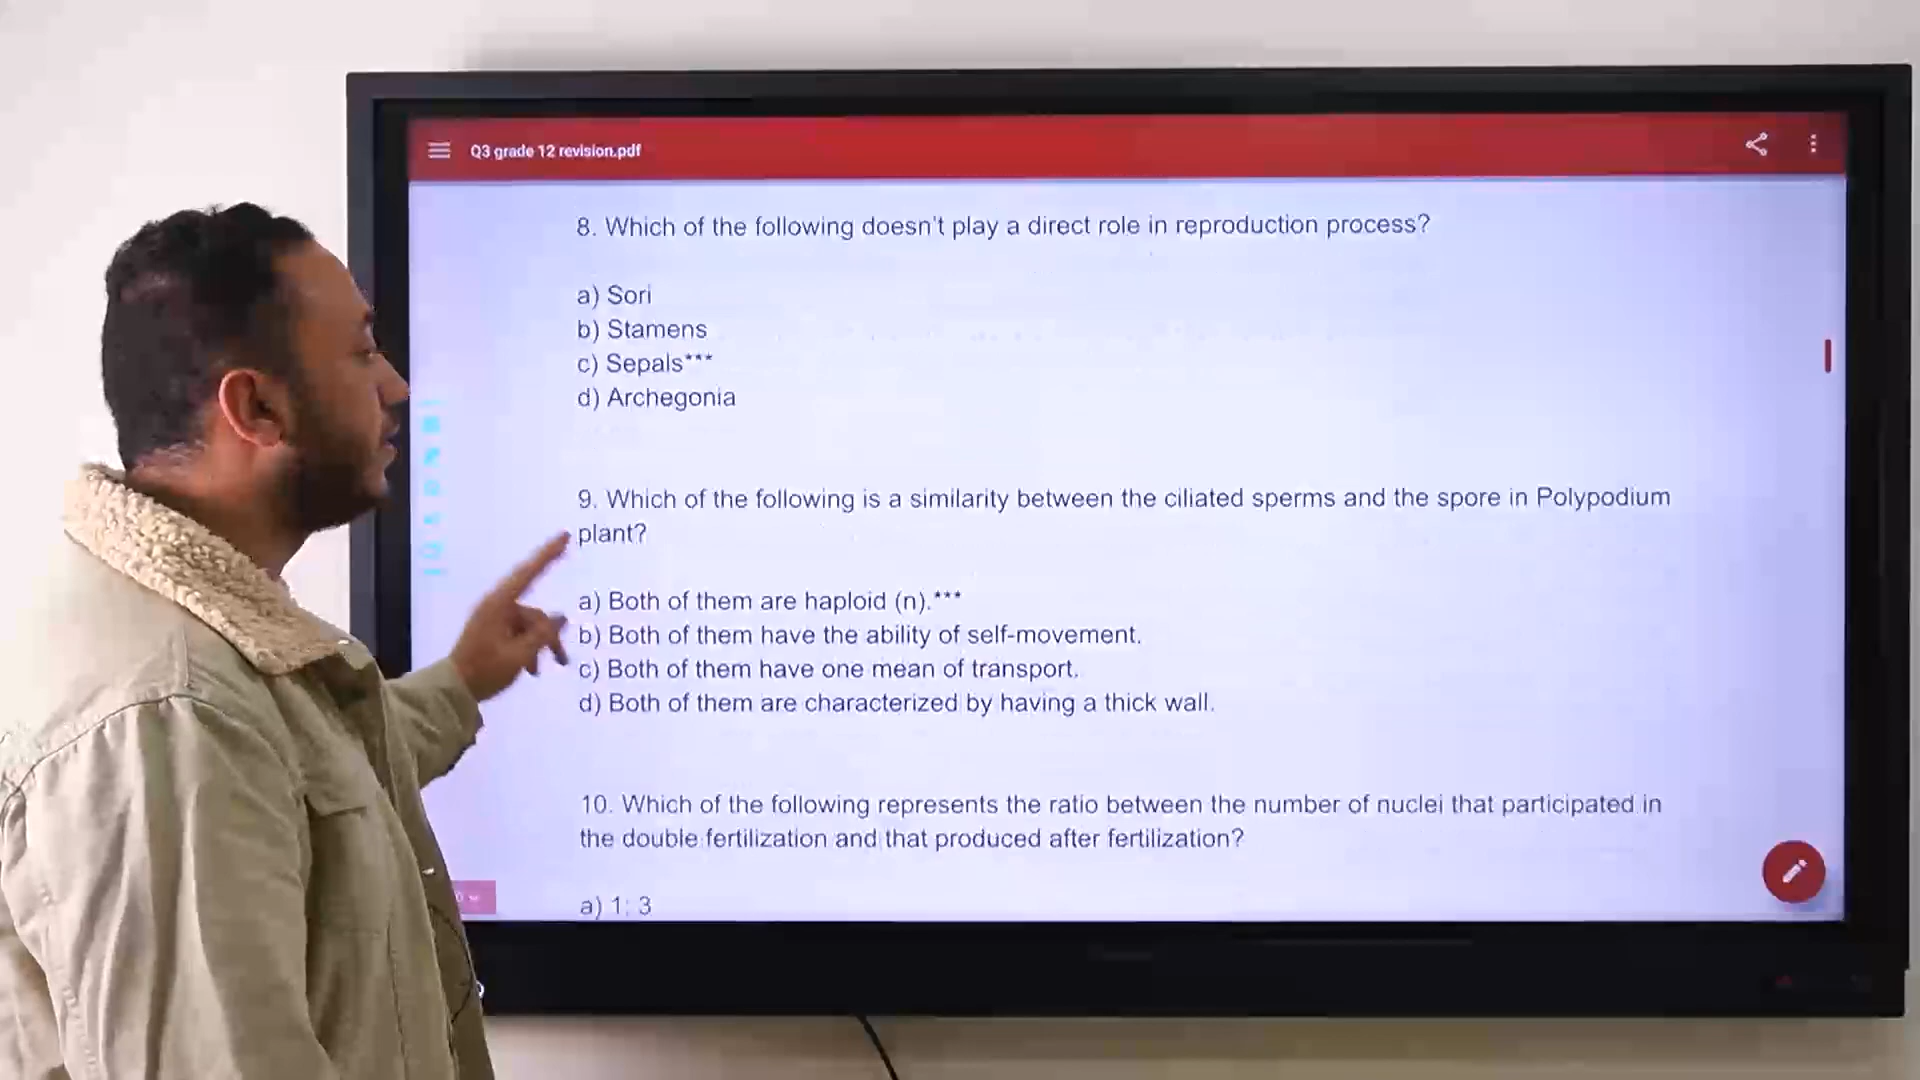 Q3 grade 12 revision.pdf
8. Which of the following doesn't play a direct role in reproduction process?
a) Sori
b) Stamens
c) Sepals***
d) Archegonia
9. Which of the following is a similarity between the ciliated sperms and the spore in Polypodium
plant?
a) Both of them are haploid (n).***
b) Both of them have the ability of self-movement.
c) Both of them have one mean of transport.
d) Both of them are characterized by having a thick wall.
10. Which of the following represents the ratio between the number of nuclei that participated in
the double fertilization and that produced after fertilization?
a) 1: 3